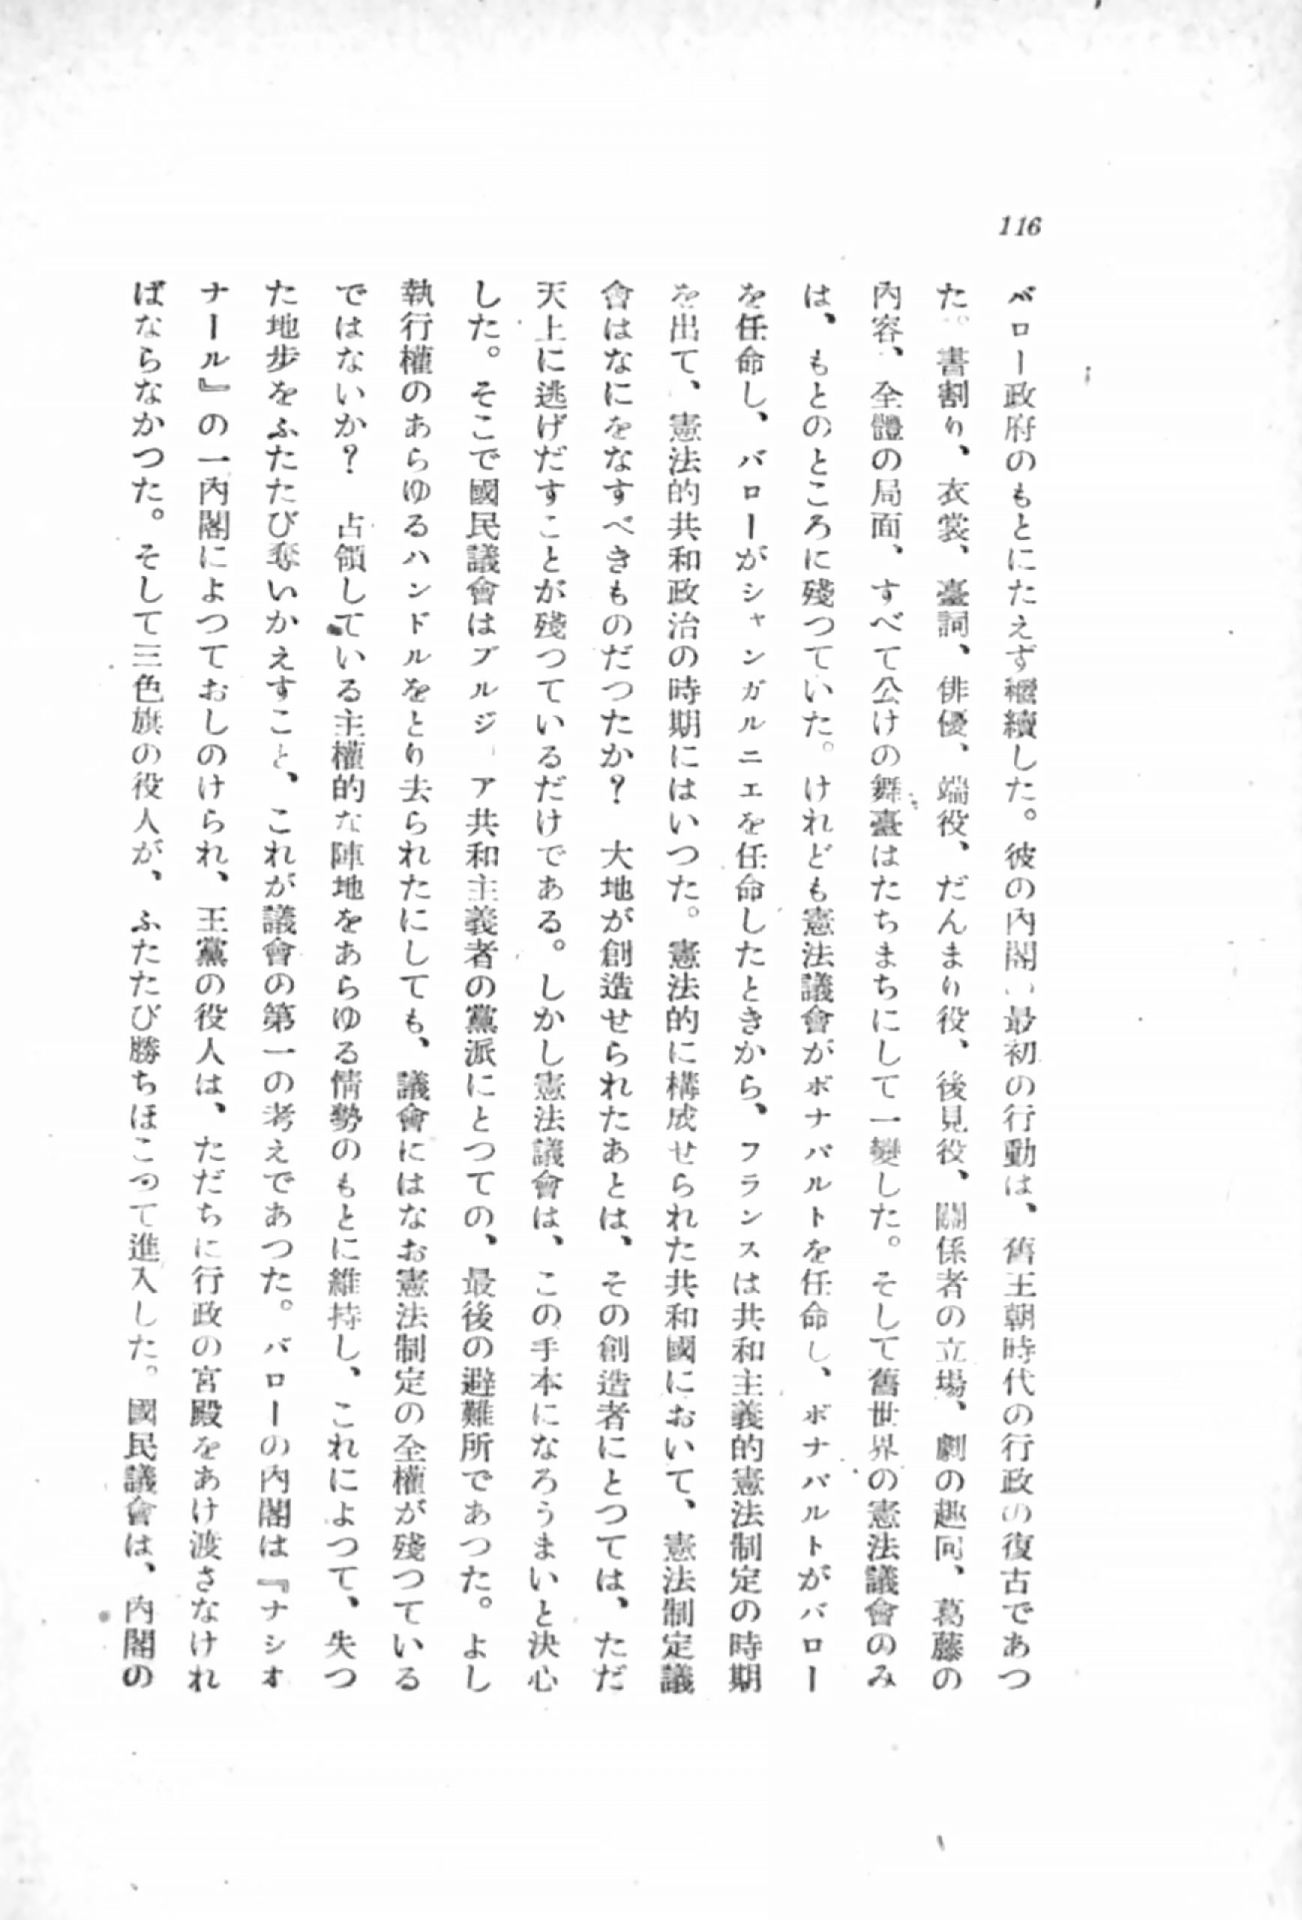 116
バロー政府のもとにたえず繼續した。彼の內閣の最初の行動は、舊王朝時代の行政の復古であつ
た。書割り、衣裳、臺詞、俳優、端役、だんまり役、後見役、關係者の立場、劇の趣向、葛藤の
內容、全體の局面、すべて公けの舞臺はたちまちにして一變した。そして舊世界の憲法議會のみ
は、もとのところに殘つていた。けれども憲法議會がボナパルトを任命し、ボナパルトがバロー
を任命し、バローがシャンガルニエを任命したときから、フランスは共和主義的憲法制定の時期
を出て、憲法的共和政治の時期にはいつた。憲法的に構成せられた共和國において、憲法制定議
會はなにをなすべきものだつたか？　大地が創造せられたあとは、その創造者にとつては、ただ
天上に逃げだすことが殘つているだけである。しかし憲法議會は、この手本になろうまいと決心
した。そこで國民議會はブルジョア共和主義者の黨派にとつての、最後の避難所であつた。よし
執行權のあらゆるハンドルをとり去られたにしても、議會にはなお憲法制定の全權が殘つている
ではないか？　占領している主權的な陣地をあらゆる情勢のもとに維持し、これによつて、失つ
た地步をふたたび奪いかえすこと、これが議會の第一の考えであつた。バローの內閣は『ナシオ
ナール』の一內閣によつておしのけられ、王黨の役人は、ただちに行政の宮殿をあけ渡さなけれ
ばならなかつた。そして三色旗の役人が、ふたたび勝ちほこつて進入した。國民議會は、內閣の